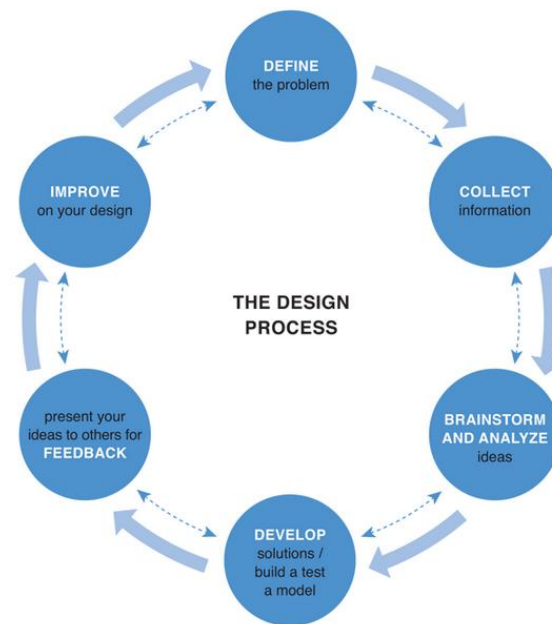 DEFINE
the problem
COLLECT
information
BRAINSTORM
AND ANALYZE
ideas
DEVELOP
solutions /
build a test
a model
present your
ideas to others for
FEEDBACK
IMPROVE
on your design
THE DESIGN
PROCESS